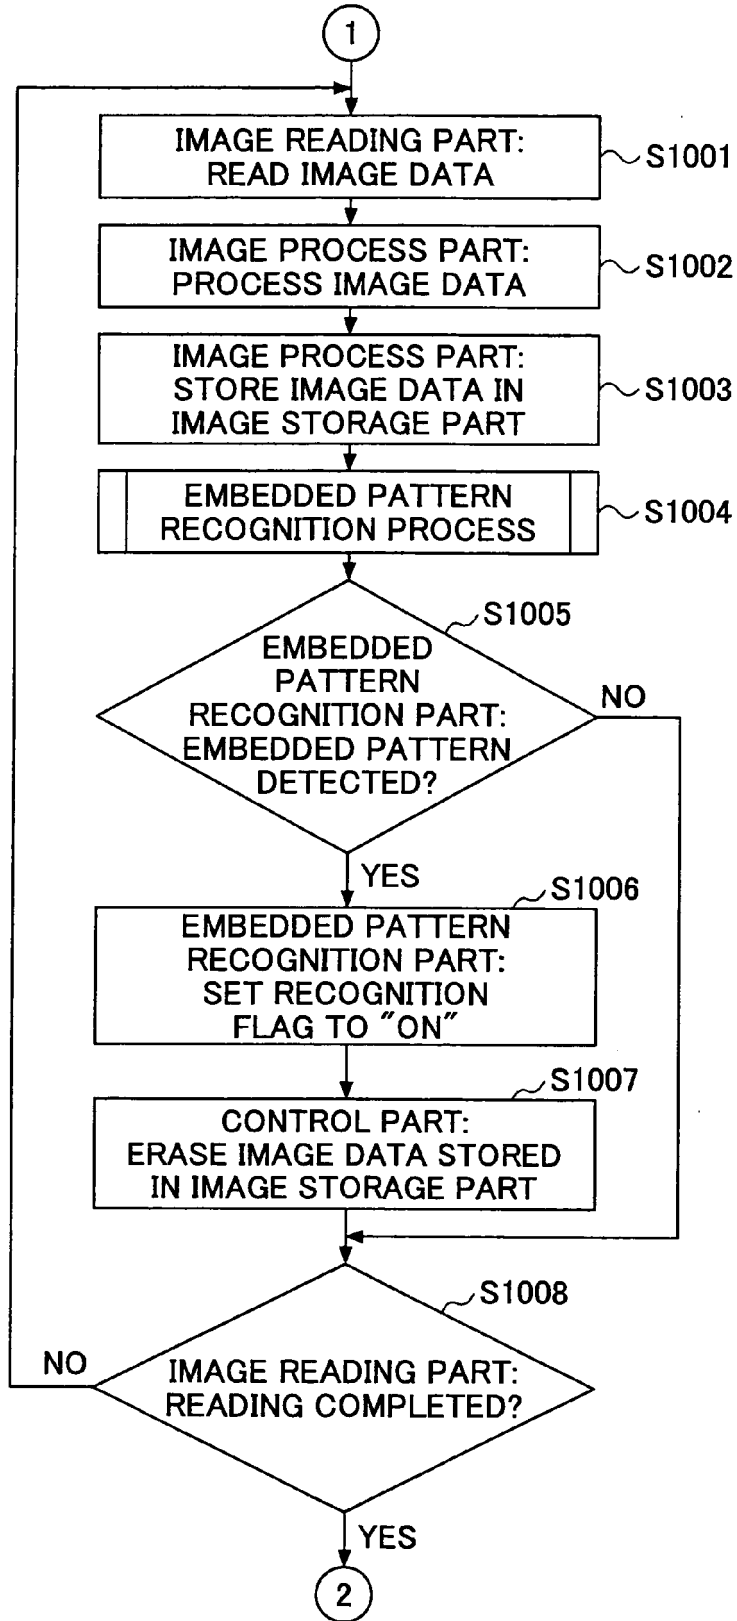 1
IMAGE READING PART:
READ IMAGE DATA
S1001
IMAGE PROCESS PART:
PROCESS IMAGE DATA
S1002
IMAGE PROCESS PART:
STORE IMAGE DATA IN
IMAGE STORAGE PART
S1003
EMBEDDED PATTERN
RECOGNITION PROCESS
S1004
S1005
EMBEDDED
PATTERN
RECOGNITION PART:
EMBEDDED PATTERN
DETECTED?
NO
YES
S1006
EMBEDDED PATTERN
RECOGNITION PART:
SET RECOGNITION
FLAG TO "ON"
S1007
CONTROL PART:
ERASE IMAGE DATA STORED
IN IMAGE STORAGE PART
S1008
NO
IMAGE READING PART:
READING COMPLETED?
YES
2